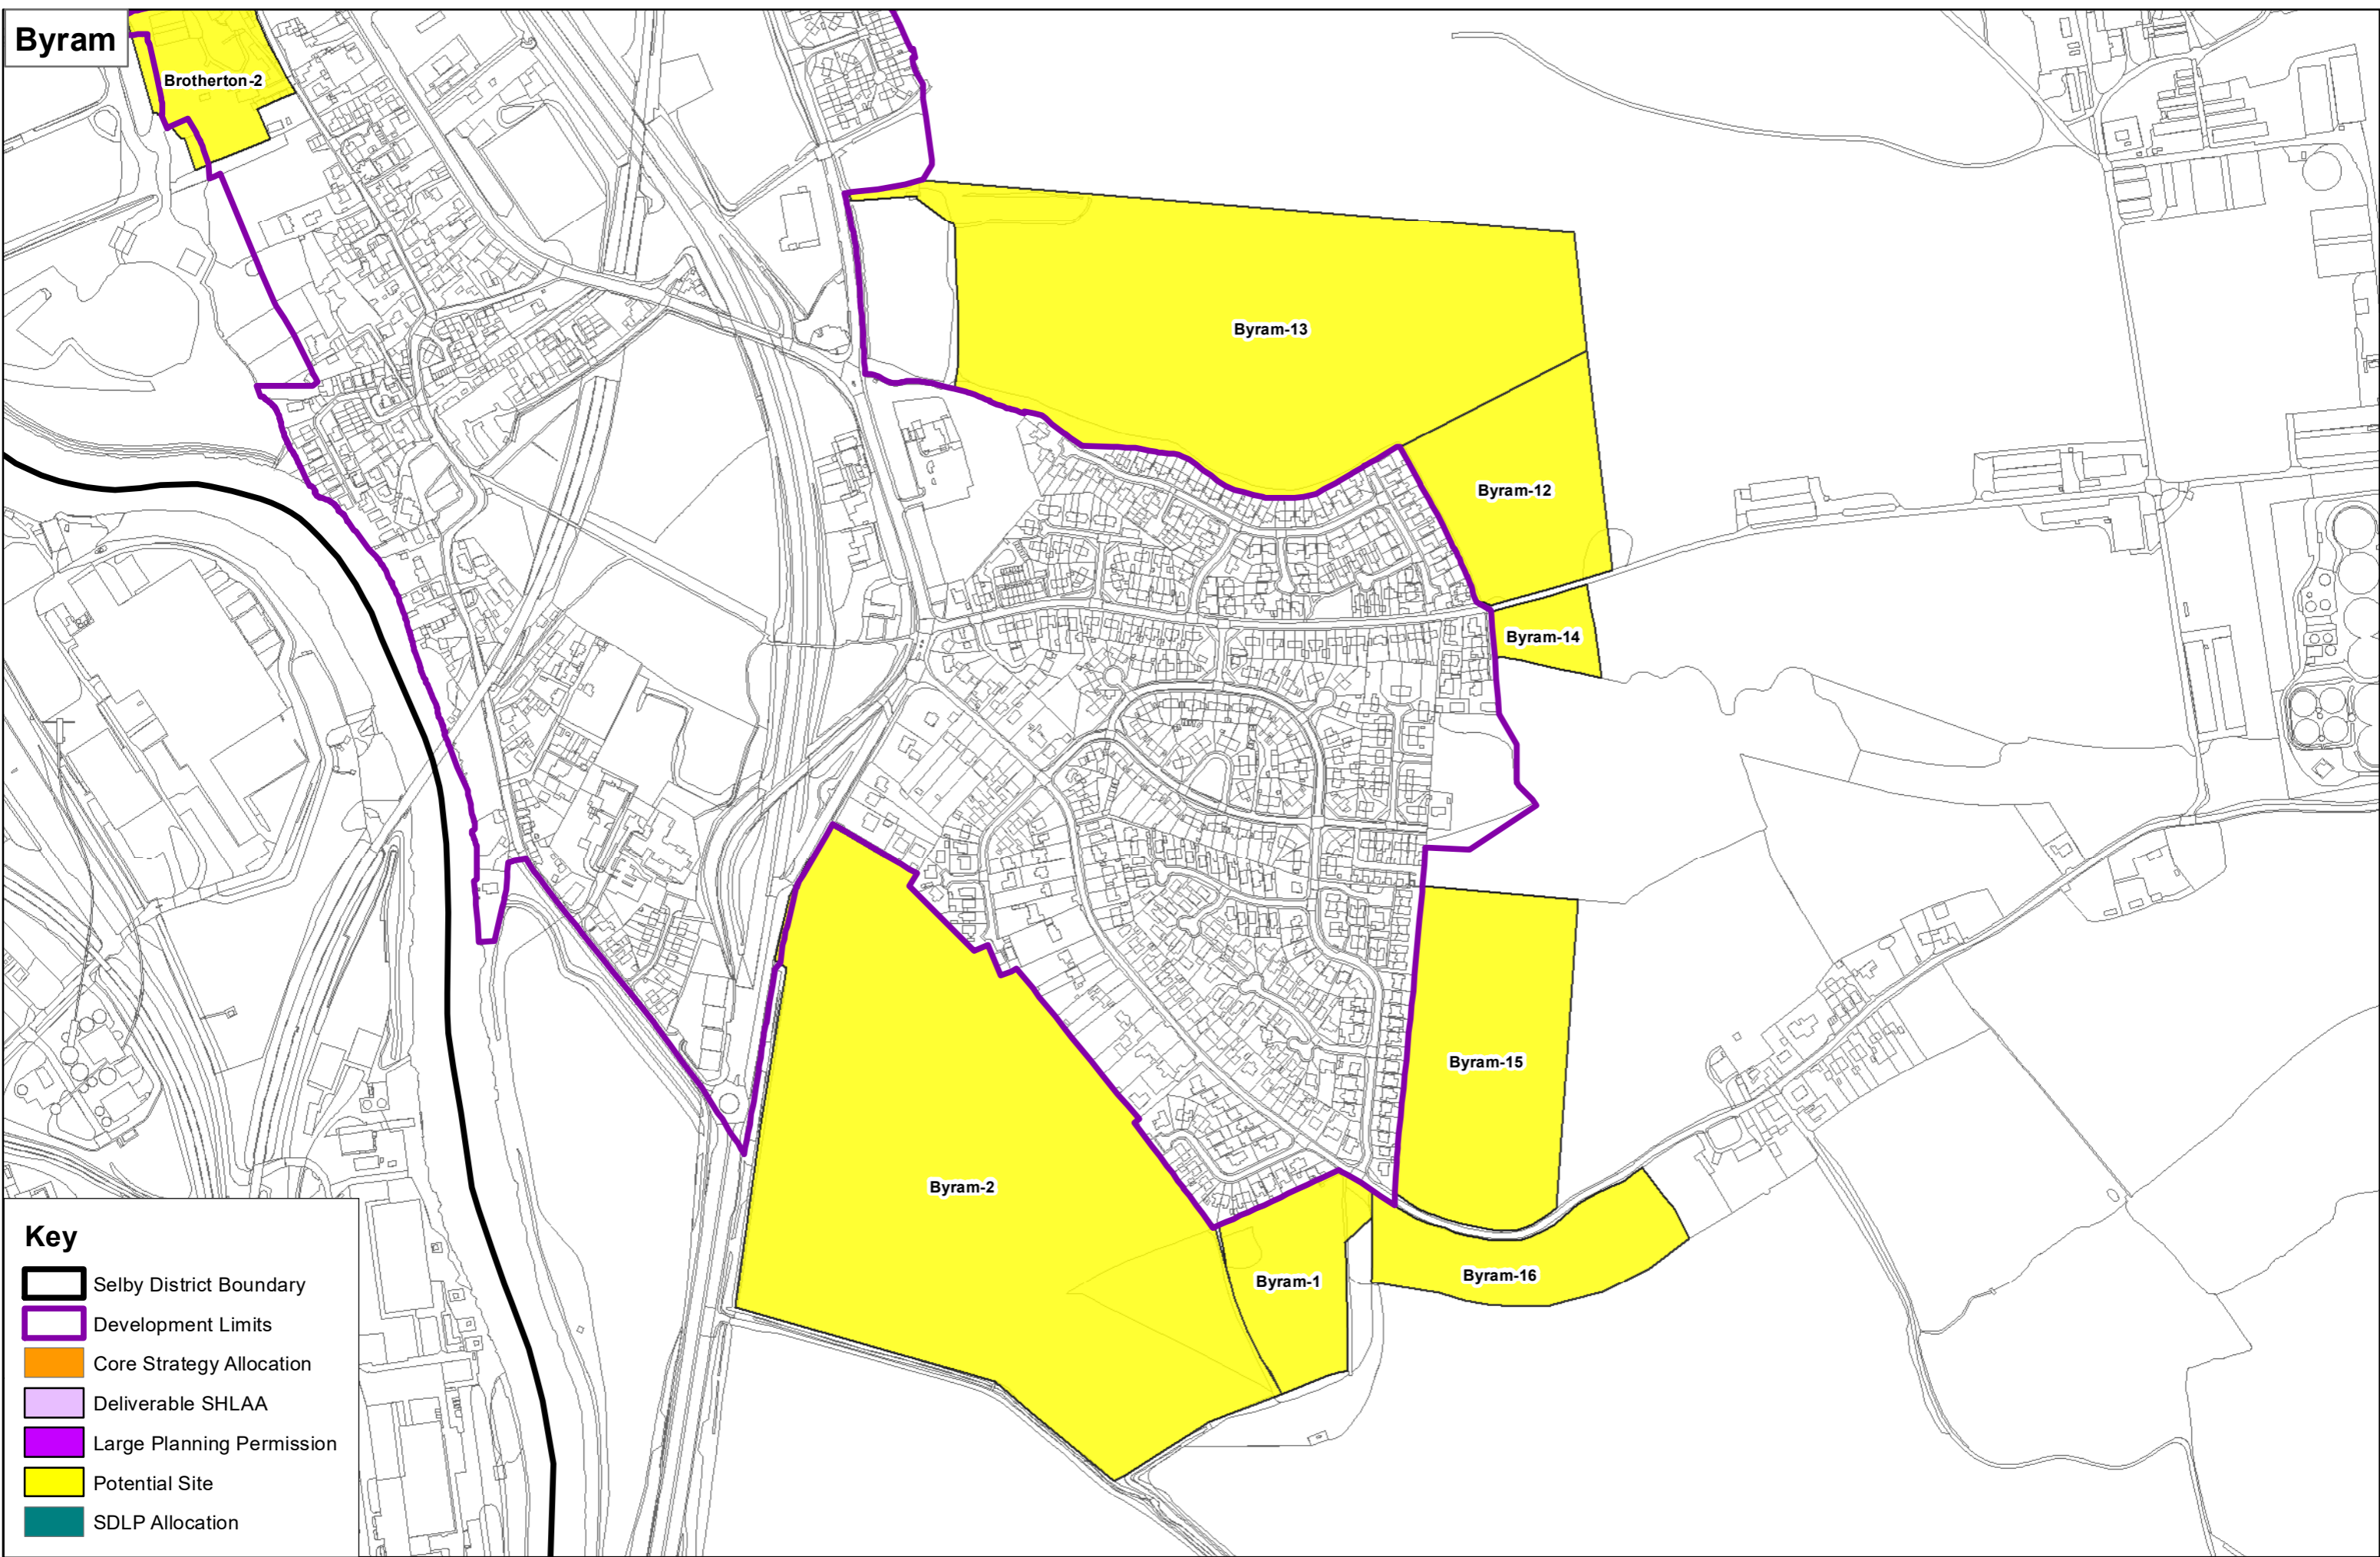 Byram
Brotherton-2
Byram-13
Byram-12
Byram-14
Byram-15
Byram-2
Byram-16
Byram-1
Key
Selby District Boundary
Development Limits
Core Strategy Allocation
Deliverable SHLAA
Large Planning Permission
Potential Site
SDLP Allocation